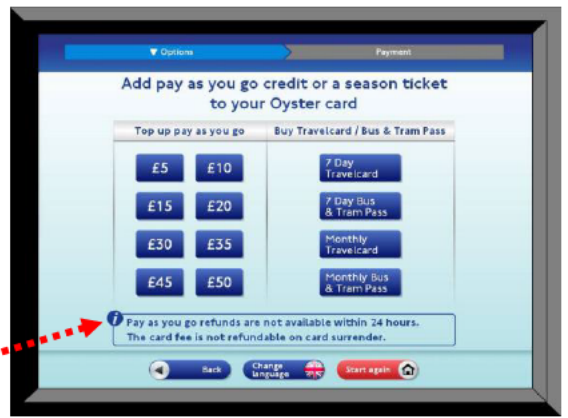 Options
Payment
Add pay as you go credit or a season ticket
to your Oyster card
Top up pay as you go
Buy Travelcard / Bus & Tram Pass
£5
£10
7 Day
Travelcard
£15
£20
7 Day Bus
& Tram Pass
£30
£35
Monthly
Travelcard
£45
£50
Monthly Bus
& Tram Pass
i
Pay as you go refunds are not available within 24 hours.
The card fee is not refundable on card surrender.
Back
Change
language
Start again